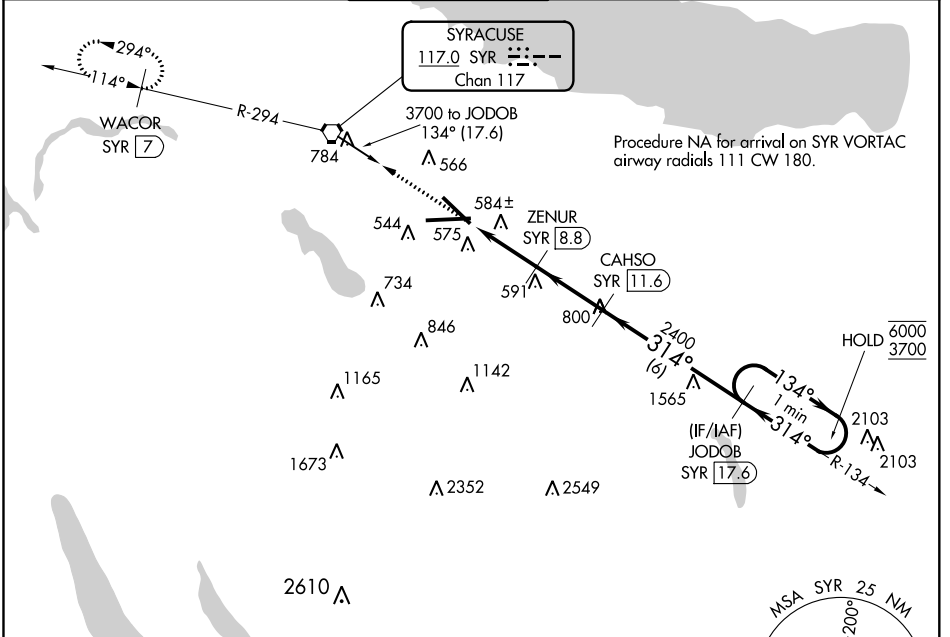 SYRACUSE
117.0 SYR
Chan 117
294°
114°
WACOR
SYR 7
R-294
3700 to JODOB
134° (17.6)
784
566
Procedure NA for arrival on SYR VORTAC
airway radials 111 CW 180.
584±
544
575
ZENUR
SYR 8.8
CAHSO
SYR 11.6
591
734
800
846
2400
314°
(6)
HOLD 6000
3700
1165
1142
1565
134°
1 min
314°
2103
2103
(IF/IAF)
JODOB
SYR 17.6
R-134
1673
2352
2549
2610
MSA SYR 25 NM
200°